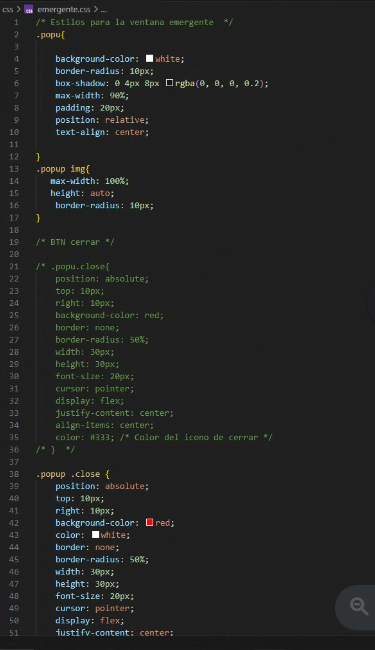 css > emergente.css > ...
1 /* Estilos para la ventana emergente  */
2 .popu{
3
4 background-color: white;
5 border-radius: 10px;
6 box-shadow: 0 4px 8px rgba(0, 0, 0, 0.2);
7 max-width: 90%;
8 padding: 20px;
9 position: relative;
10 text-align: center;
11
12 }
13 .popup img{
14 max-width: 100%;
15 height: auto;
16 border-radius: 10px;
17 }
18
19 /* BTN cerrar */
20
21 /* .popu.close{
22 position: absolute;
23 top: 10px;
24 right: 10px;
25 background-color: red;
26 border: none;
27 border-radius: 50%;
28 width: 30px;
29 height: 30px;
30 font-size: 20px;
31 cursor: pointer;
32 display: flex;
33 justify-content: center;
34 align-items: center;
35 color: #333; /* Color del icono de cerrar */
36 /* }  */
37
38 .popup .close {
39 position: absolute;
40 top: 10px;
41 right: 10px;
42 background-color: red;
43 color: white;
44 border: none;
45 border-radius: 50%;
46 width: 30px;
47 height: 30px;
48 font-size: 20px;
49 cursor: pointer;
50 display: flex;
51 justify-content: center;